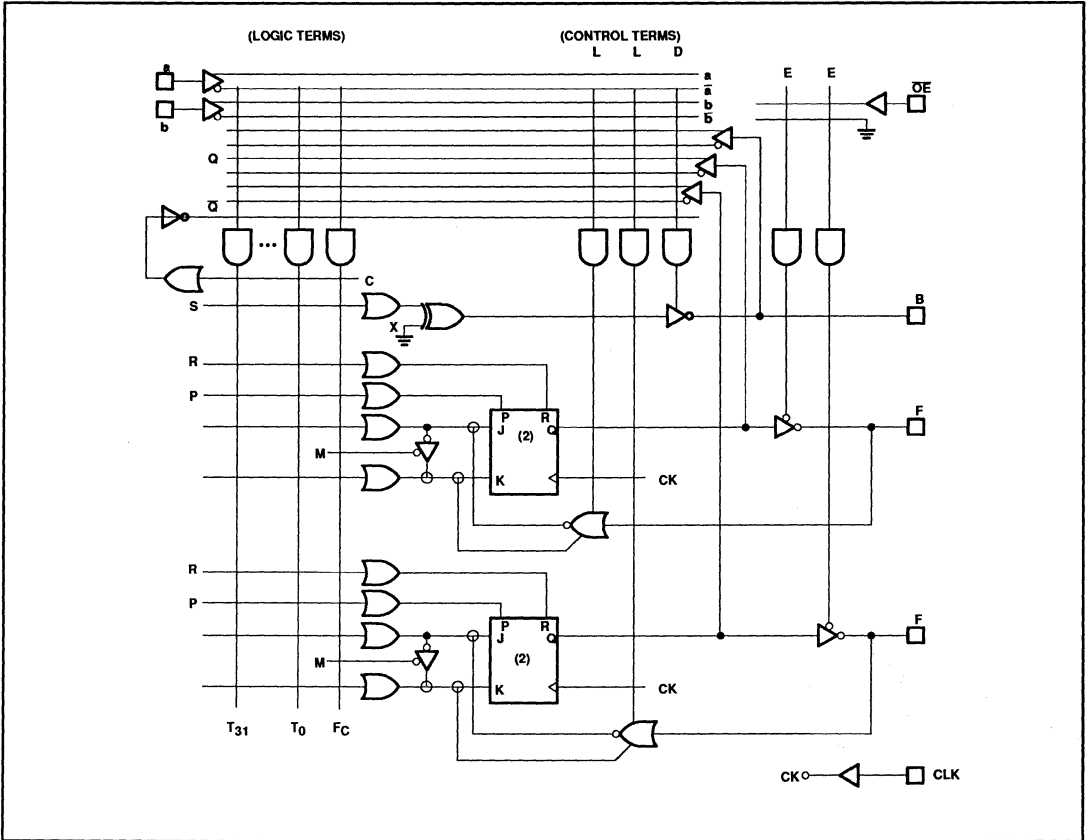 (LOGIC TERMS) (CONTROL TERMS)
L L D
a a E E
a̅ OE̅
b
b b̅
Q
Q̅
C
S B
X
R
P F
P R
J (2) Q
M
K CK
R
P F
P R
J (2) Q
M
K CK
T31 T0 FC
CK CLK